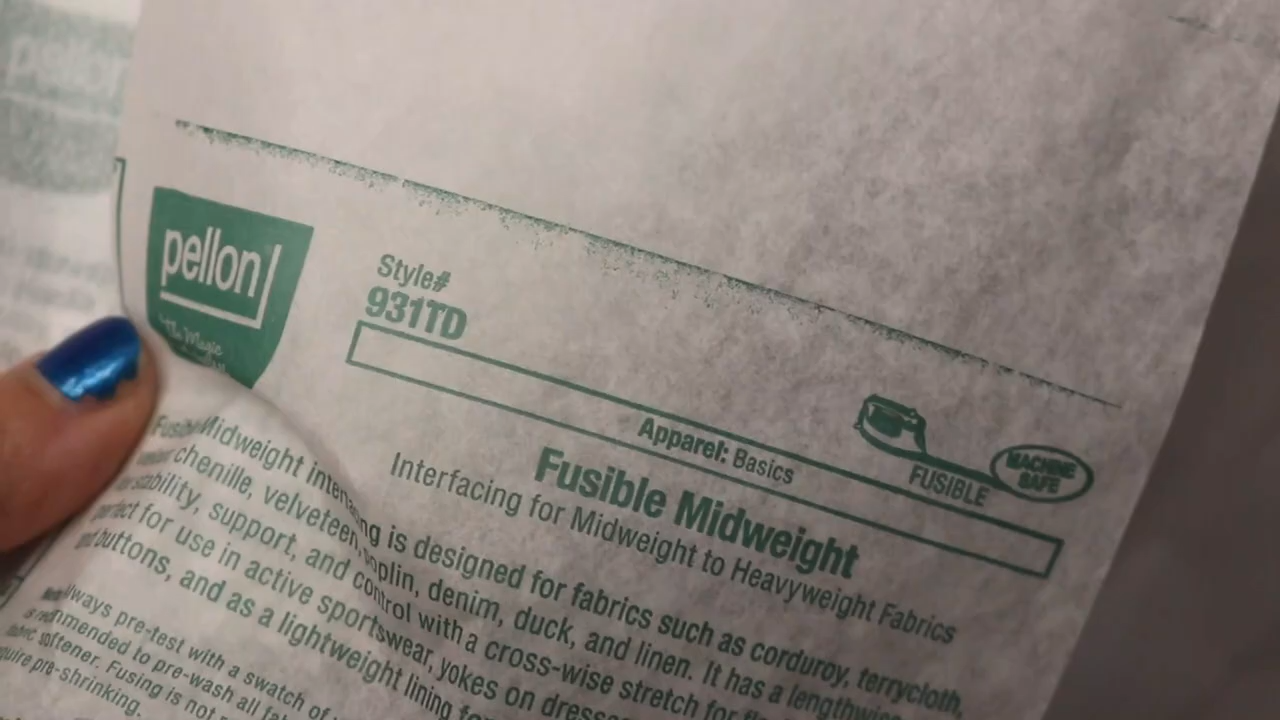 pellon
The Magic
Style#
931TD
Apparel: Basics
FUSIBLE
MACHINE
SAFE
Fusible Midweight
Interfacing for Midweight to Heavyweight Fabrics
Fusible Midweight is designed for fabrics such as corduroy, terrycloth,
chenille, velveteen, poplin, denim, duck, and linen. It has a lengthwise
stability, support, and control with a cross-wise stretch for
perfect for use in active sportswear, yokes on
and buttons, and as a lightweight lining
Always pre-test with a swatch of
is recommended to pre-wash all
fabric softener. Fusing is not
pre-shrinking.